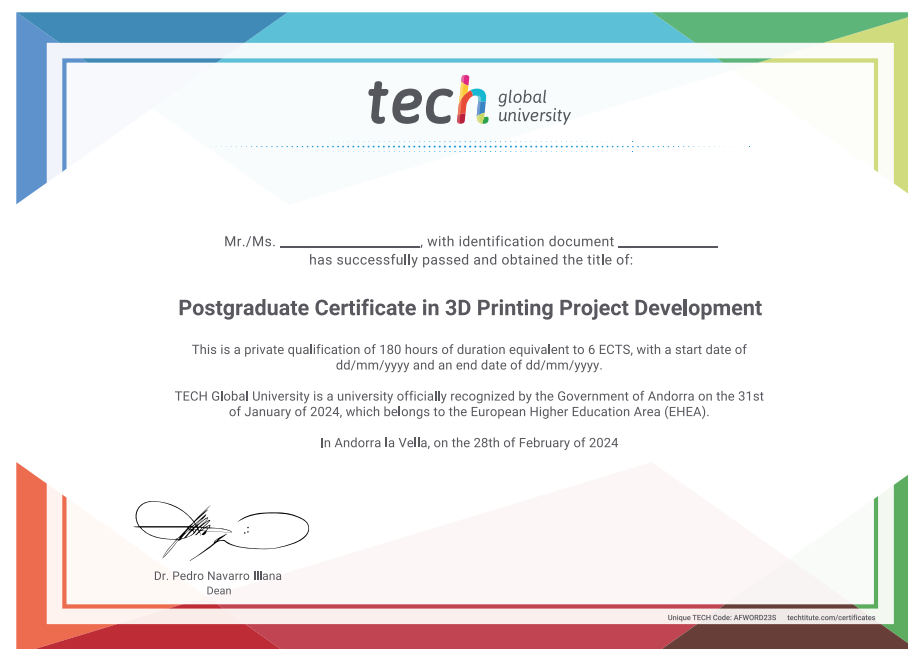 tech global university
Mr./Ms. ____________, with identification document ____________
has successfully passed and obtained the title of:
Postgraduate Certificate in 3D Printing Project Development
This is a private qualification of 180 hours of duration equivalent to 6 ECTS, with a start date of
dd/mm/yyyy and an end date of dd/mm/yyyy.
TECH Global University is a university officially recognized by the Government of Andorra on the 31st
of January of 2024, which belongs to the European Higher Education Area (EHEA).
In Andorra la Vella, on the 28th of February of 2024
Dr. Pedro Navarro Illana
Dean
Unique TECH Code: AFWORD23S techtitute.com/certificates